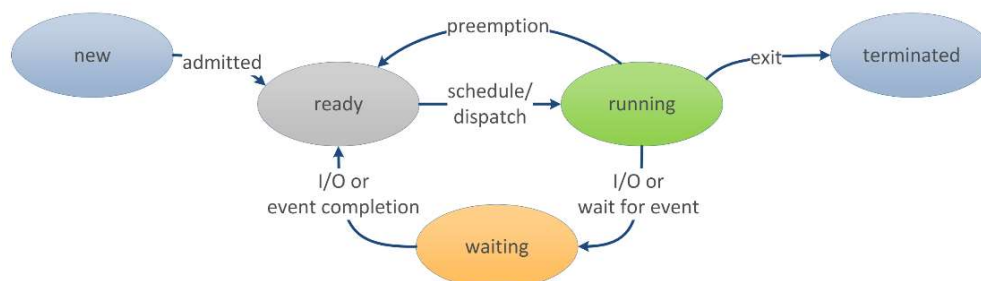 new
admitted
ready
preemption
schedule/
dispatch
running
exit
terminated
I/O or
event completion
I/O or
wait for event
waiting